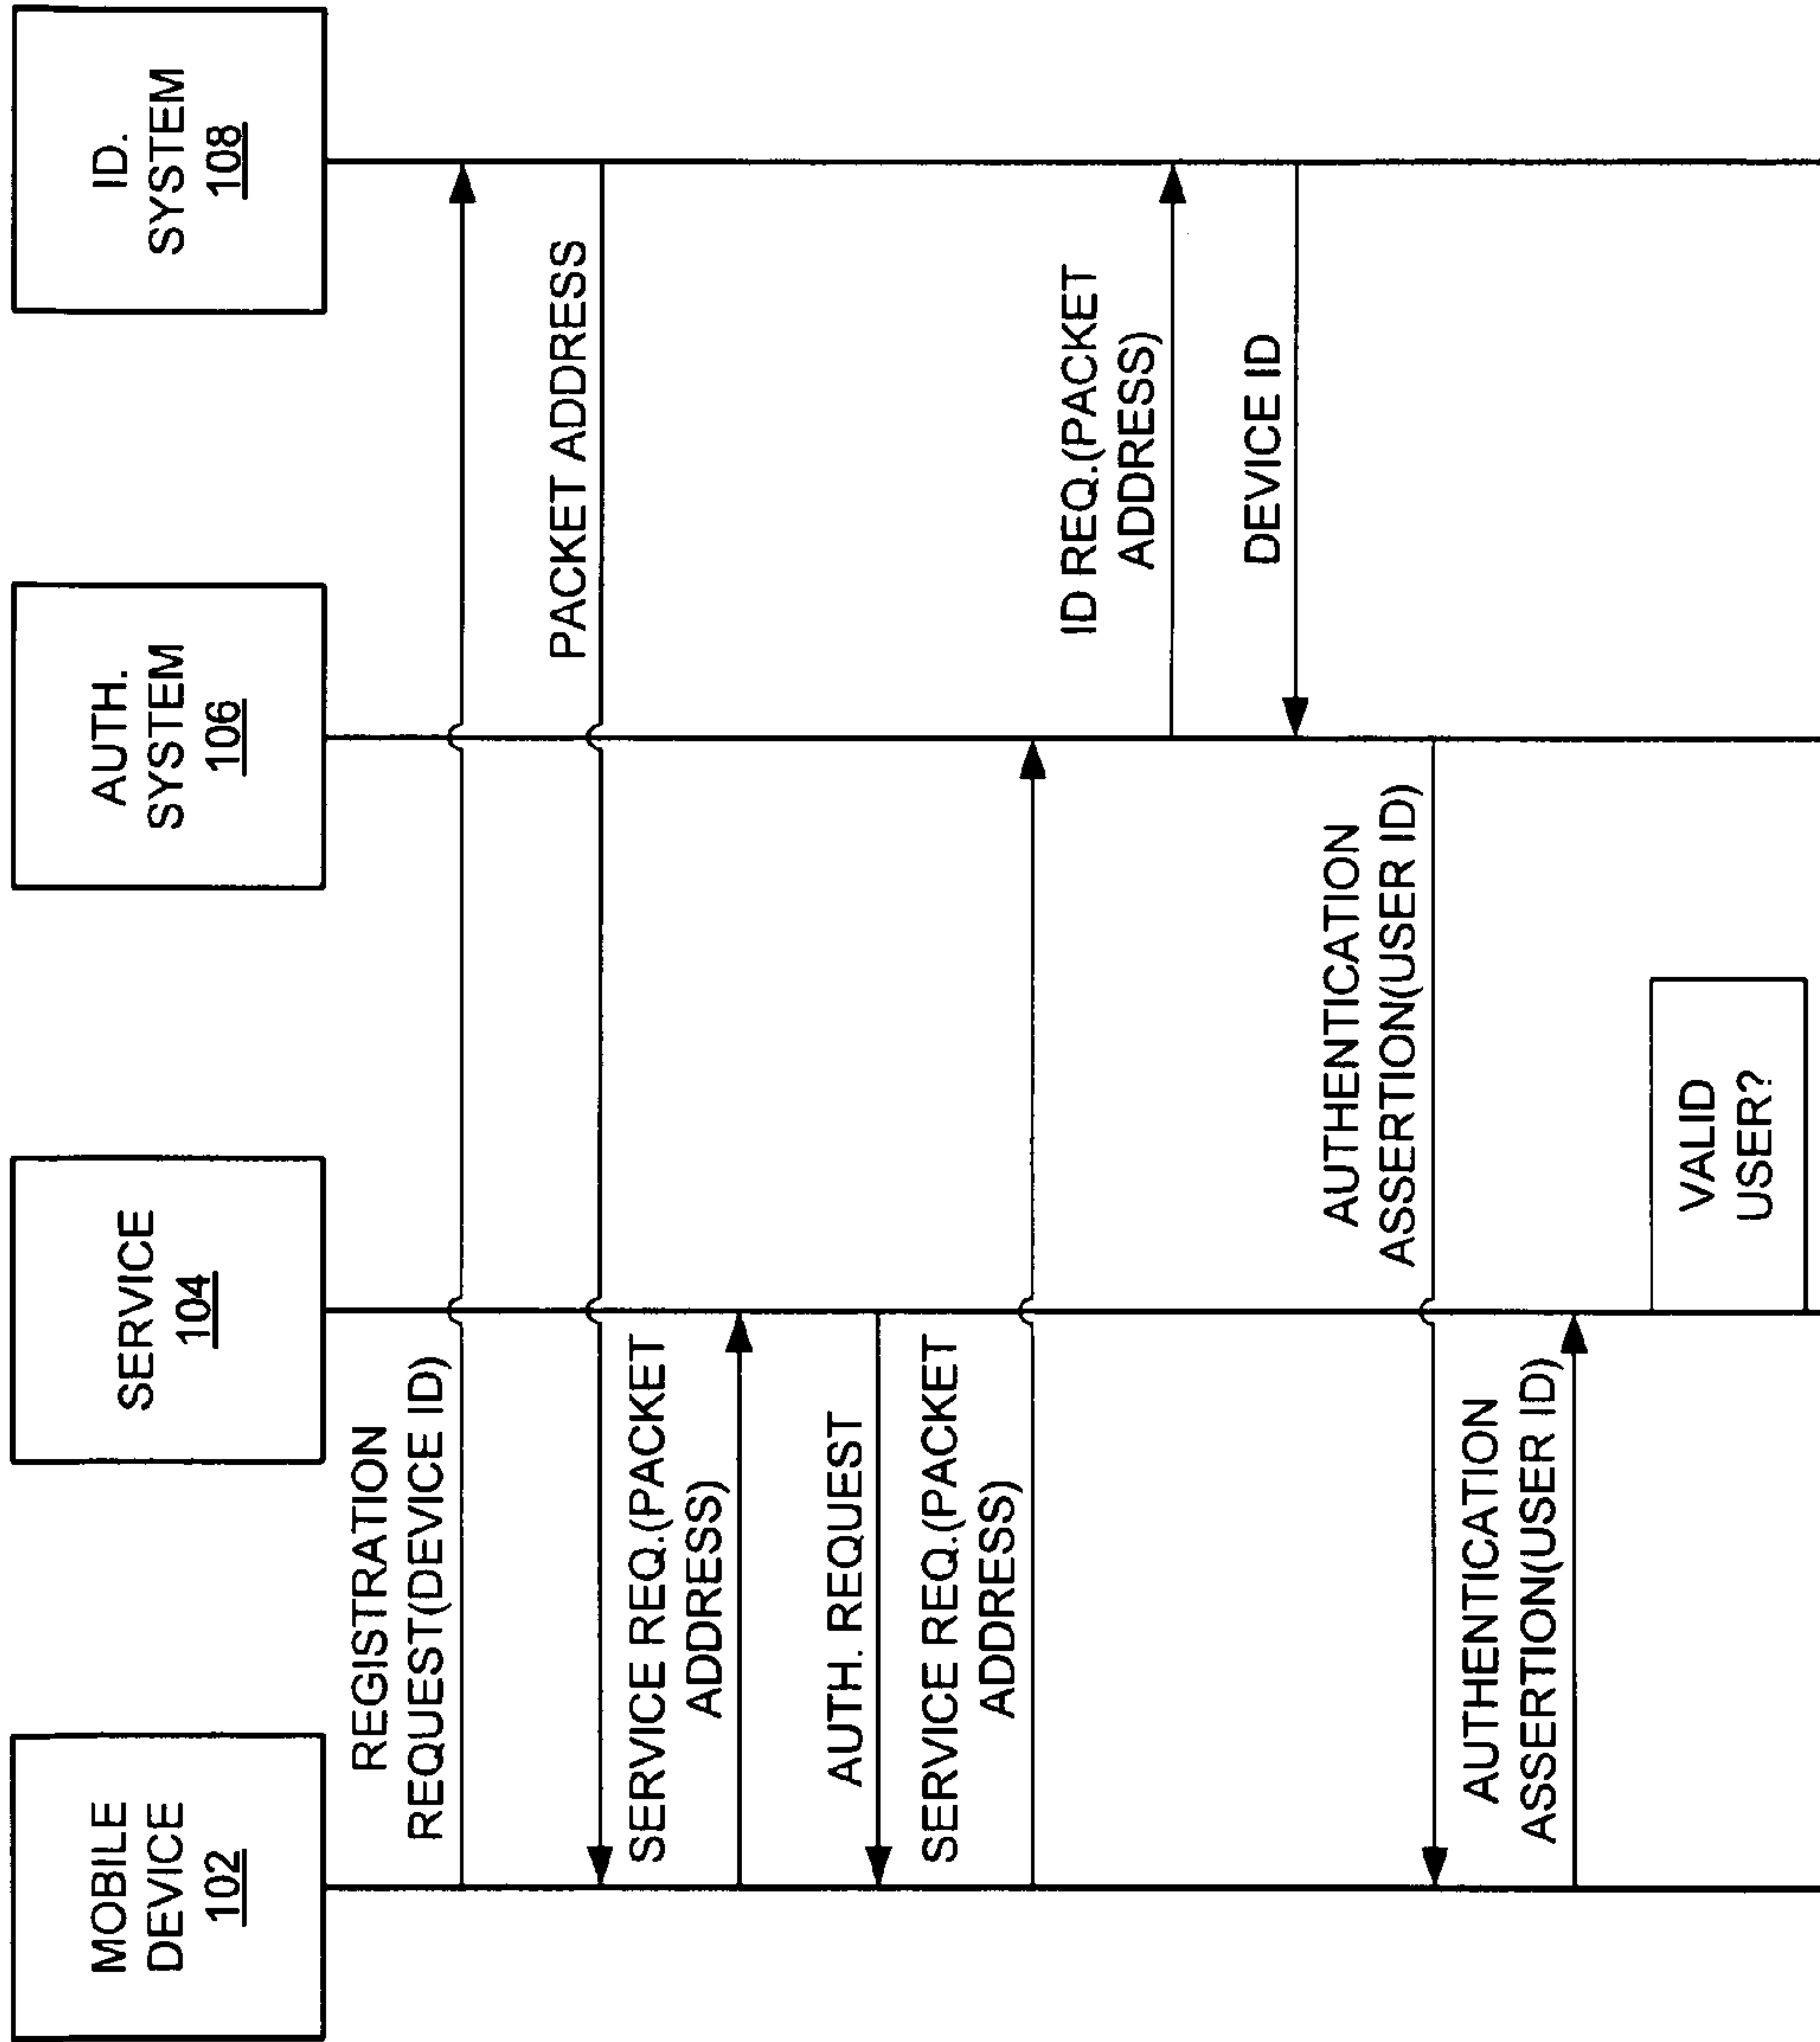 MOBILE
DEVICE
102
SERVICE
104
AUTH.
SYSTEM
106
ID.
SYSTEM
108
REGISTRATION
REQUEST(DEVICE ID)
PACKET ADDRESS
SERVICE REQ.(PACKET
ADDRESS)
AUTH. REQUEST
SERVICE REQ.(PACKET
ADDRESS)
ID REQ.(PACKET
ADDRESS)
DEVICE ID
AUTHENTICATION
ASSERTION(USER ID)
AUTHENTICATION
ASSERTION(USER ID)
VALID
USER?